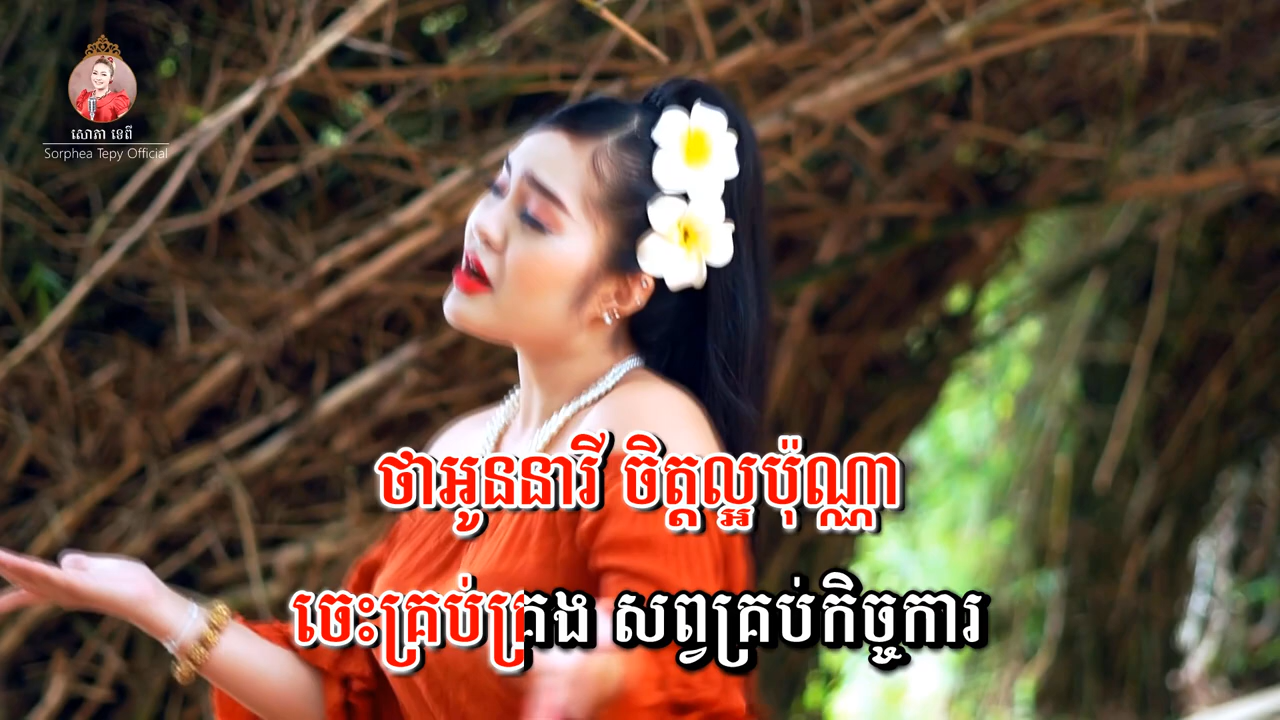 សោភា ទេពី
Sorphea Tepy Official
ថាអូននារី ចិត្តល្អប៉ុណ្ណា
ចេះគ្រប់គ្រង សព្វគ្រប់កិច្ចការ